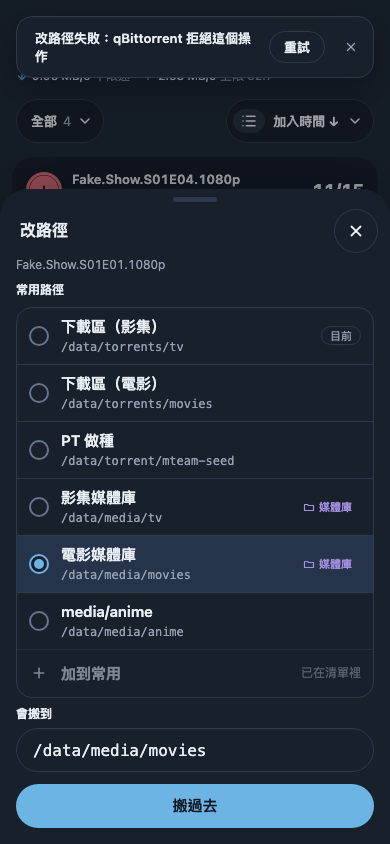 改路徑失敗：qBittorrent 拒絕這個操
作
重試
全部 4
加入時間 ↓
Fake.Show.S01E04.1080p
改路徑
Fake.Show.S01E01.1080p
常用路徑
下載區（影集）
/data/torrents/tv
目前
下載區（電影）
/data/torrents/movies
PT 做種
/data/torrent/mteam-seed
影集媒體庫
/data/media/tv
媒體庫
電影媒體庫
/data/media/movies
媒體庫
media/anime
/data/media/anime
加到常用
已在清單裡
會搬到
/data/media/movies
搬過去